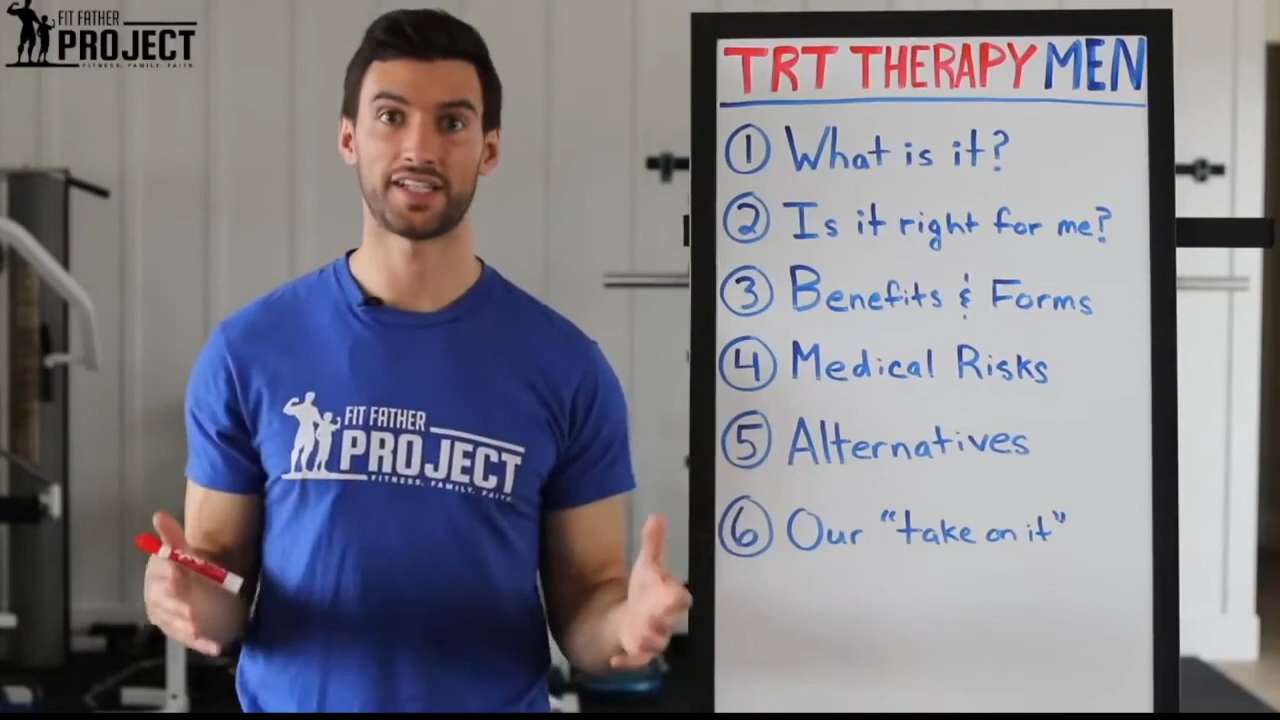 FIT FATHER
PROJECT
FITNESS. FAMILY. FAITH.
TRT THERAPY MEN
1 What is it?
2 Is it right for me?
3 Benefits & Forms
4 Medical Risks
5 Alternatives
6 Our "take on it"
FIT FATHER
PROJECT
FITNESS. FAMILY. FAITH.